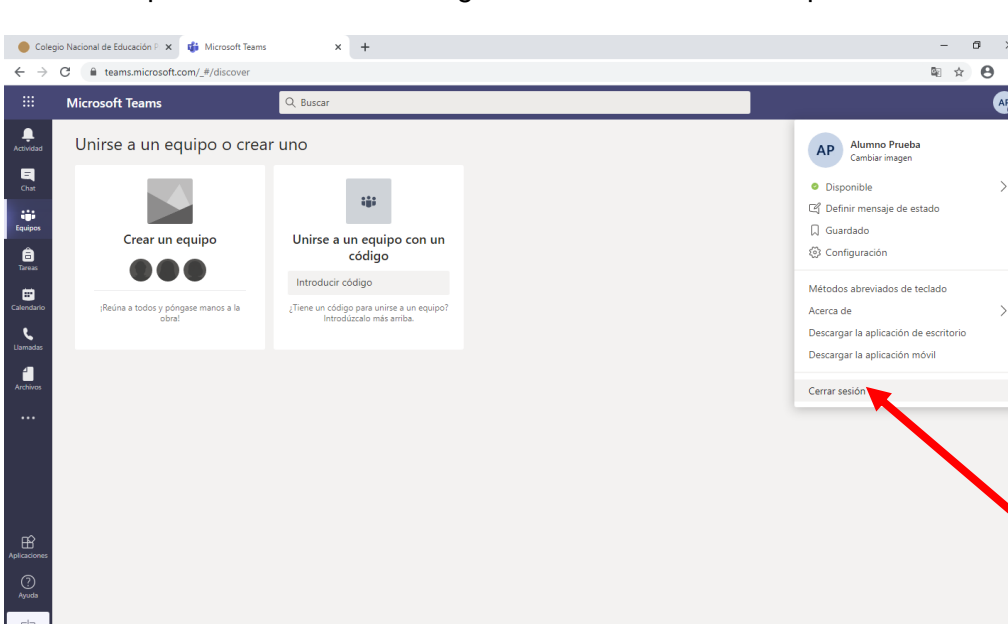 Colegio Nacional de Educación P
Microsoft Teams
teams.microsoft.com/_#/discover
Microsoft Teams
Buscar
Actividad
Chat
Equipos
Tareas
Calendario
Llamadas
Archivos
Aplicaciones
Ayuda
Unirse a un equipo o crear uno
Crear un equipo
¡Reúna a todos y póngase manos a la
obra!
Unirse a un equipo con un
código
Introducir código
¿Tiene un código para unirse a un equipo?
Introdúzcalo más arriba.
AP
Alumno Prueba
Cambiar imagen
Disponible
Definir mensaje de estado
Guardado
Configuración
Métodos abreviados de teclado
Acerca de
Descargar la aplicación de escritorio
Descargar la aplicación móvil
Cerrar sesión